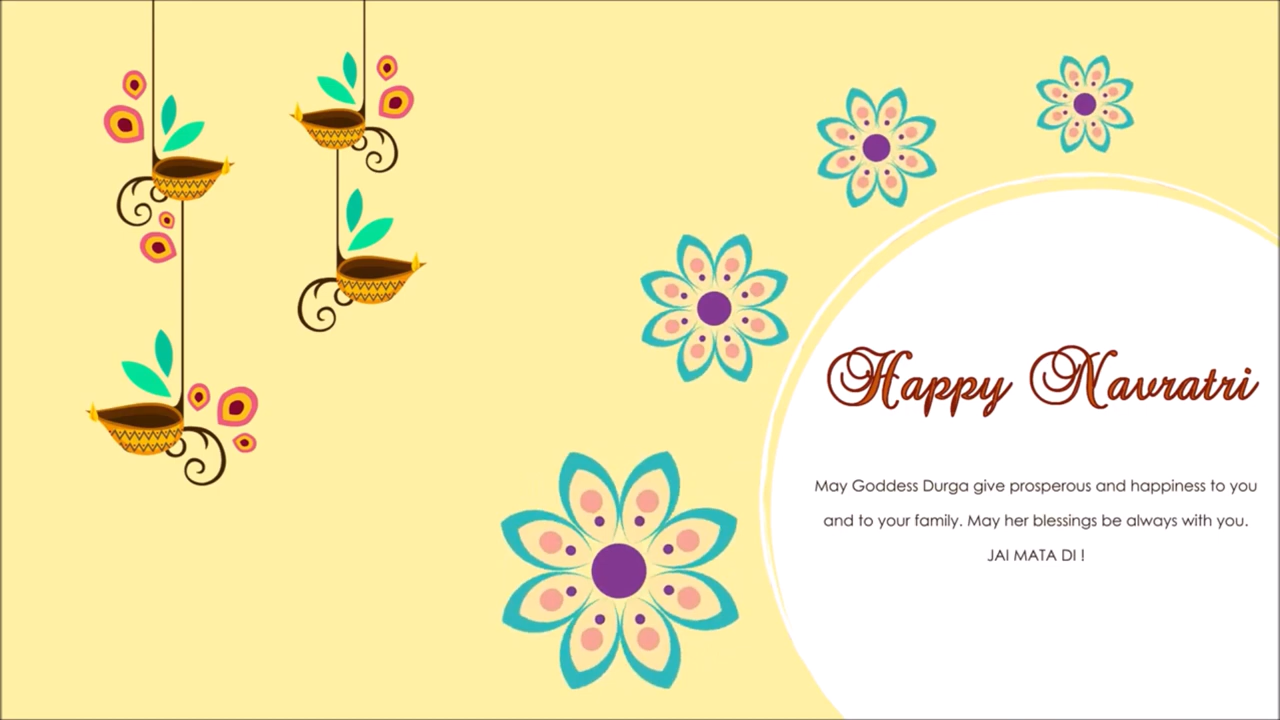 Happy Navratri
May Goddess Durga give prosperous and happiness to you
and to your family. May her blessings be always with you.
JAI MATA DI !